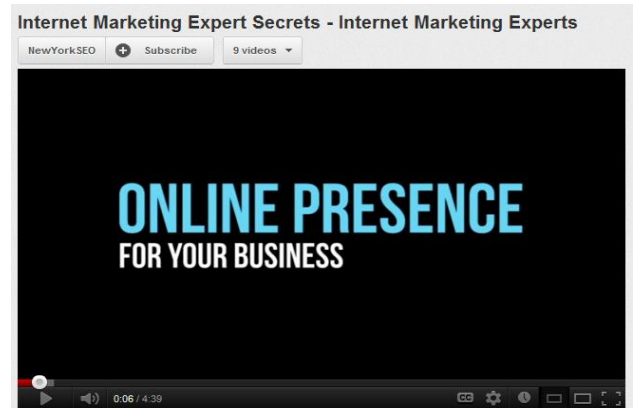 Internet Marketing Expert Secrets - Internet Marketing Experts
NewYorkSEO Subscribe 9 videos
ONLINE PRESENCE
FOR YOUR BUSINESS
0:06 / 4:39 CC